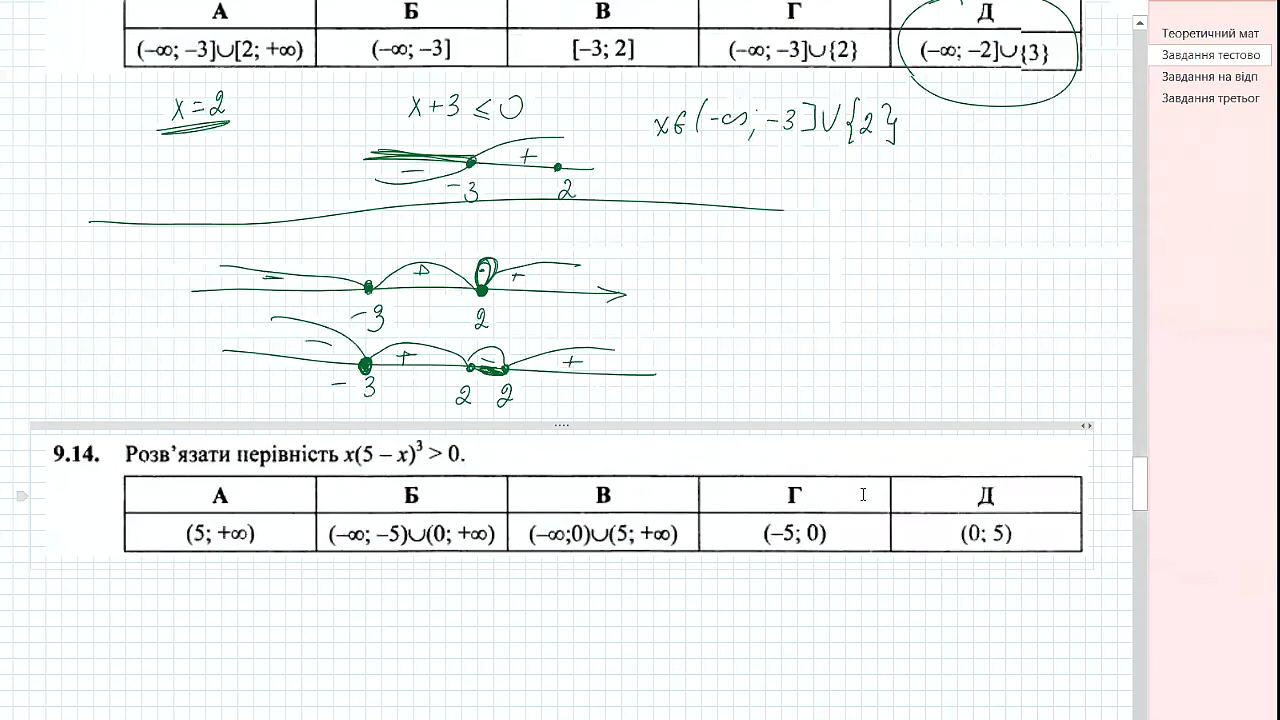 А Б В Г Д
(–∞; –3]∪[2; +∞) (–∞; –3] [–3; 2] (–∞; –3]∪{2} (–∞; –2]∪{3}
x=2 x+3 ≤ 0 x∈(-∞; -3]∪{2}
– +
-3 2
– + - +
-3 2
– + – +
-3 2 2
9.14. Розв’язати нерівність x(5 – x)³ > 0.
А Б В Г Д
(5; +∞) (–∞; –5)∪(0; +∞) (–∞;0)∪(5; +∞) (–5; 0) (0; 5)
Теоретичний мат
Завдання тестово
Завдання на відп
Завдання третьог